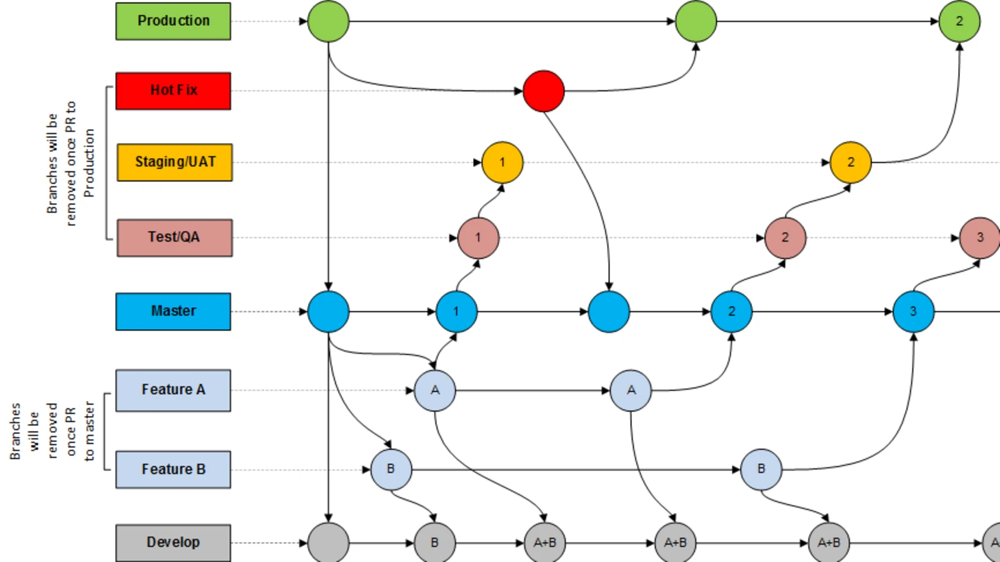 Production
2
Hot Fix
Branches will be
removed once PR to
Production
Staging/UAT
1
2
Test/QA
1
2
3
Master
1
2
3
Feature A
A
A
Branches
will be
removed
once PR
to master
Feature B
B
B
Develop
B
A+B
A+B
A+B
A